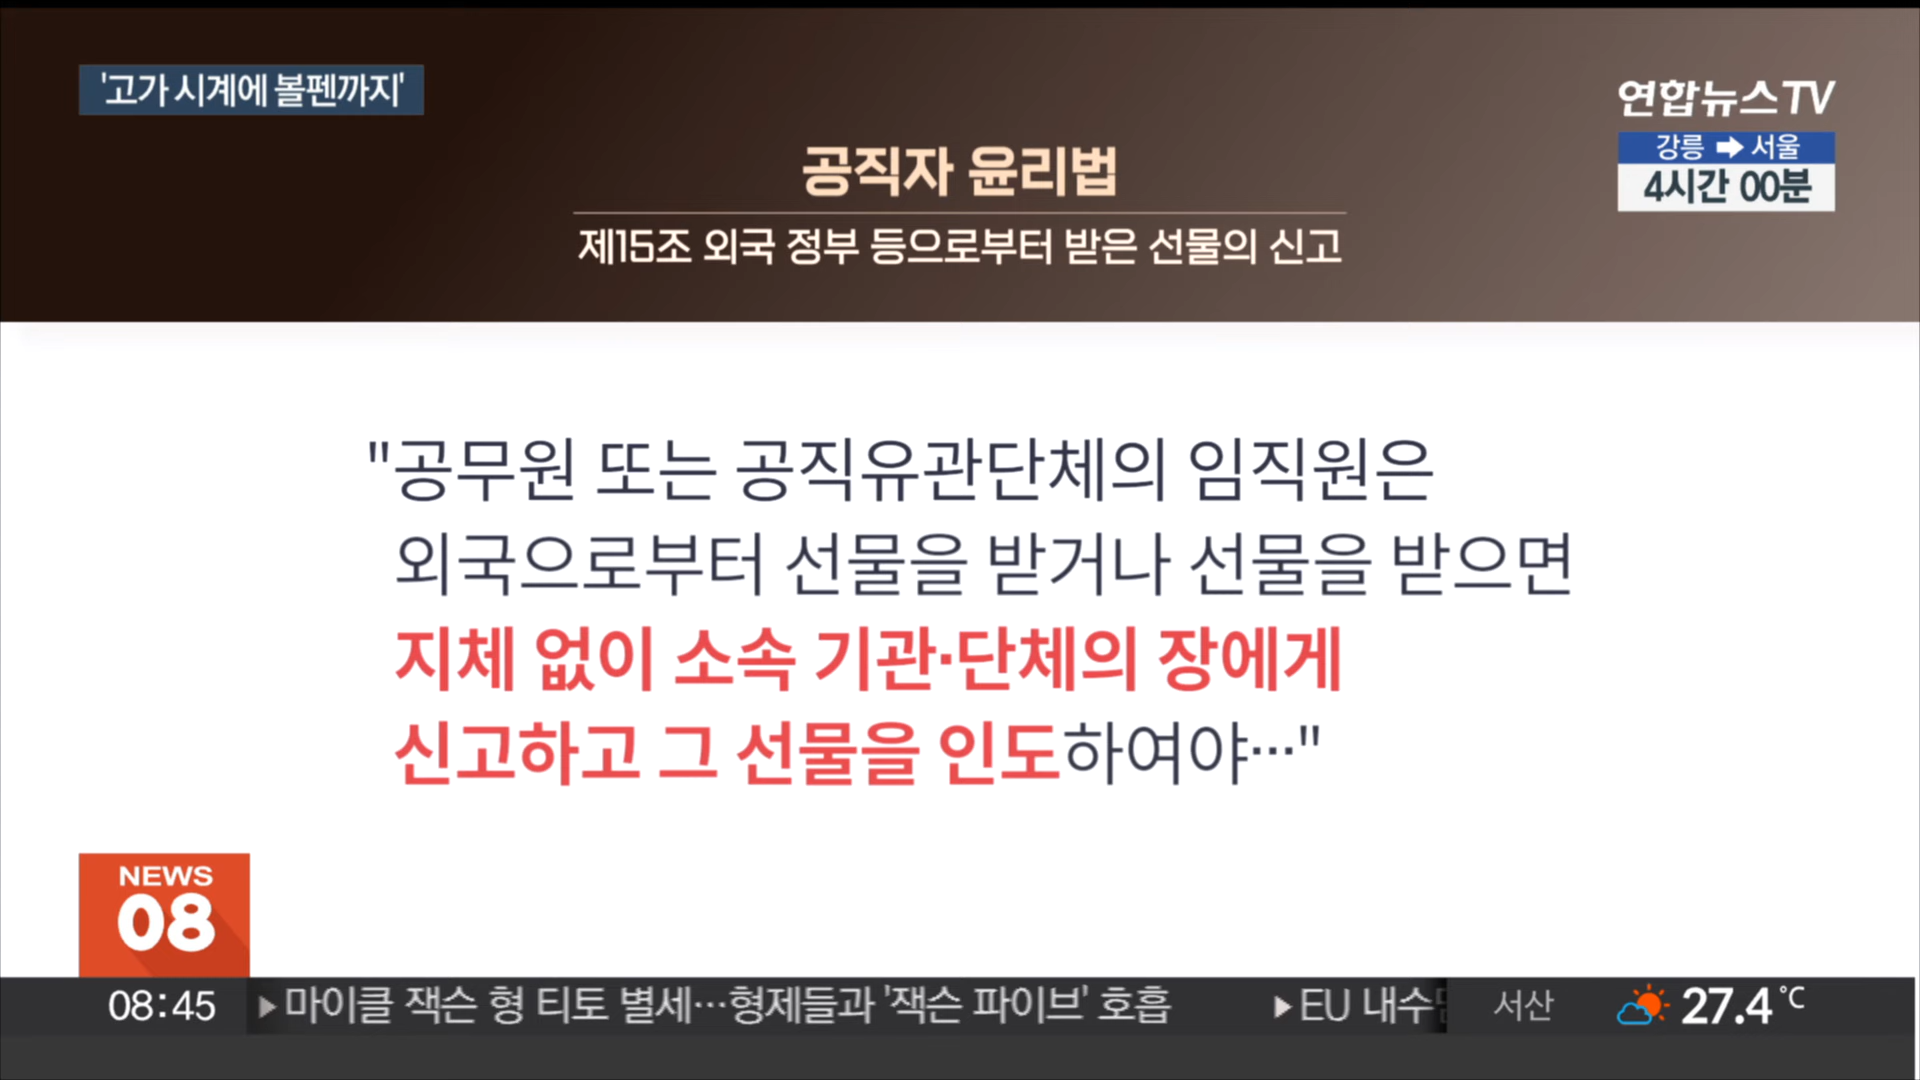 '고가 시계에 볼펜까지'
연합뉴스TV
강릉 ➡ 서울
4시간 00분
공직자 윤리법
제15조 외국 정부 등으로부터 받은 선물의 신고
"공무원 또는 공직유관단체의 임직원은
외국으로부터 선물을 받거나 선물을 받으면
지체 없이 소속 기관·단체의 장에게
신고하고 그 선물을 인도하여야…"
NEWS
08
08:45 ▶마이클 잭슨 형 티토 별세…형제들과 '잭슨 파이브' 호흡 ▶EU 내수 서산 27.4℃